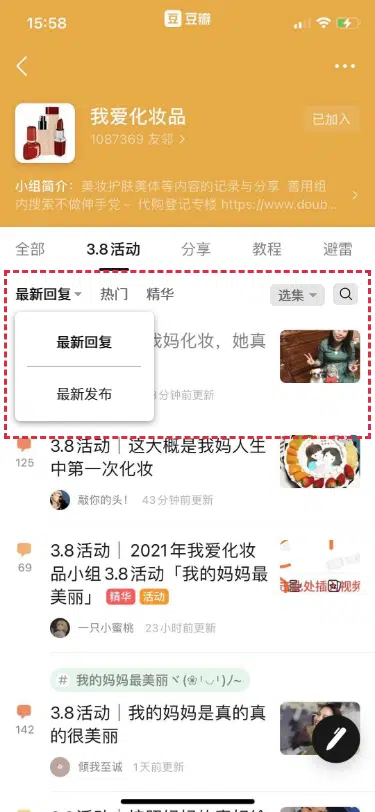 15:58
豆 豆瓣
我爱化妆品
1087369 友邻 >
已加入
小组简介：美妆护肤美体等内容的记录与分享 善用组
内搜索不做伸手党～ 代购登记专楼 https://www.doub...
全部 3.8活动 分享 教程 避雷
最新回复 热门 精华 选集
最新回复
最新发布
我妈化妆，她真
分钟前更新
3.8活动｜这大概是我妈人生
中第一次化妆
125
敲你的头！ 43分钟前更新
3.8活动｜2021年我爱化妆
品小组3.8活动「我的妈妈最
美丽」 精华 活动
69
一只小蜜桃 23小时前更新
处插 视频
# 我的妈妈最美丽ヾ(❀╹◡╹)ﾉ~
3.8活动｜我的妈妈是真的真
的很美丽
142
倾我至诚 1天前更新